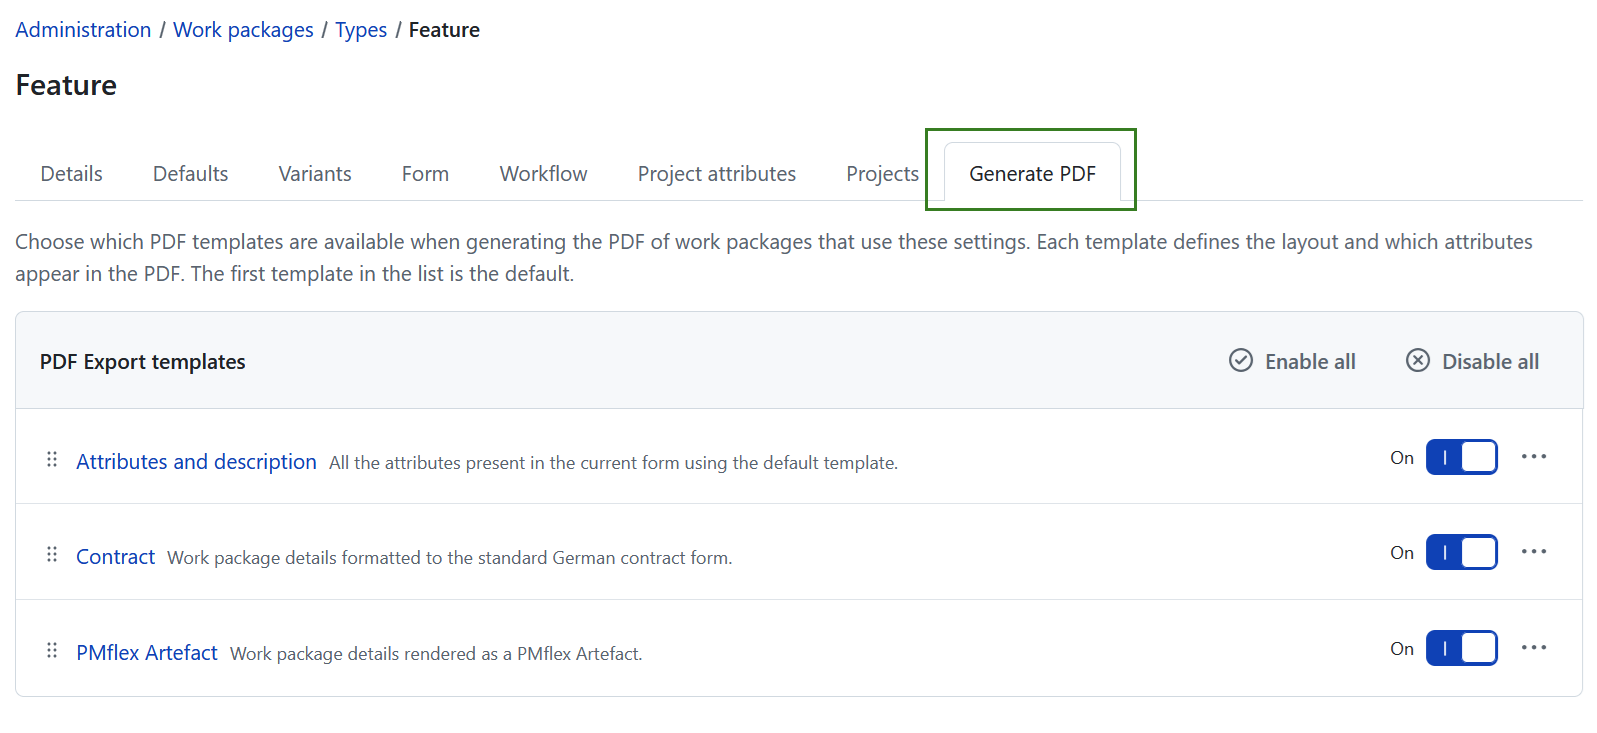 Administration / Work packages / Types / Feature
Feature
Details Defaults Variants Form Workflow Project attributes Projects Generate PDF
Choose which PDF templates are available when generating the PDF of work packages that use these settings. Each template defines the layout and which attributes
appear in the PDF. The first template in the list is the default.
PDF Export templates Enable all Disable all
Attributes and description All the attributes present in the current form using the default template. On
Contract Work package details formatted to the standard German contract form. On
PMflex Artefact Work package details rendered as a PMflex Artefact. On